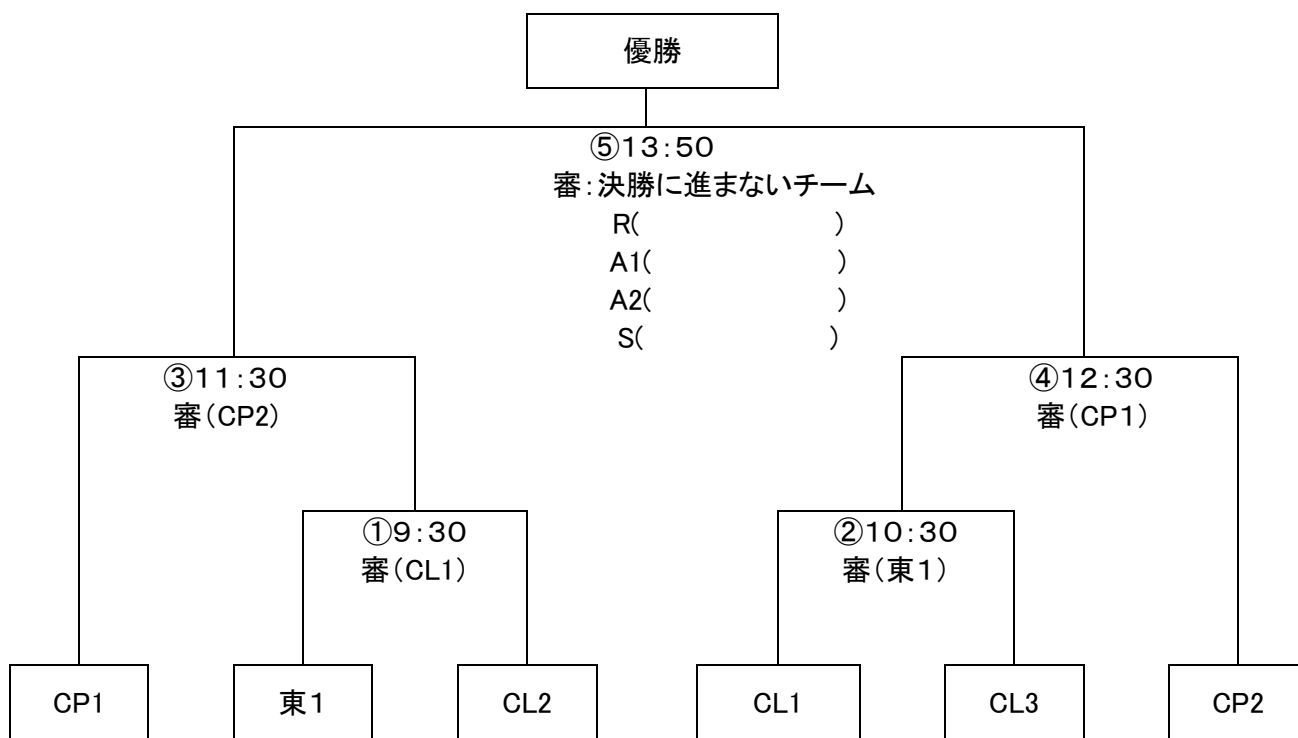 優勝
⑤13:50
審:決勝に進まないチーム
R(　　　　　)
A1(　　　　　)
A2(　　　　　)
S(　　　　　)
③11:30
審(CP2)
④12:30
審(CP1)
①9:30
審(CL1)
②10:30
審(東1)
CP1
東1
CL2
CL1
CL3
CP2